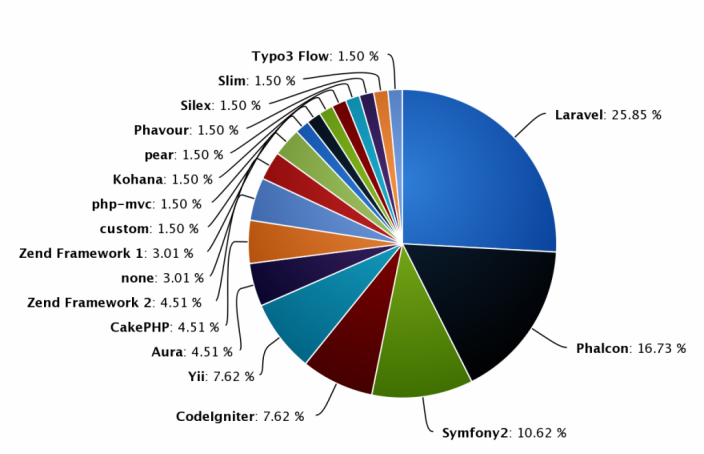 Typo3 Flow: 1.50 %
Slim: 1.50 %
Silex: 1.50 %
Phavour: 1.50 %
pear: 1.50 %
Kohana: 1.50 %
php-mvc: 1.50 %
custom: 1.50 %
Zend Framework 1: 3.01 %
none: 3.01 %
Zend Framework 2: 4.51 %
CakePHP: 4.51 %
Aura: 4.51 %
Yii: 7.62 %
CodeIgniter: 7.62 %
Symfony2: 10.62 %
Phalcon: 16.73 %
Laravel: 25.85 %